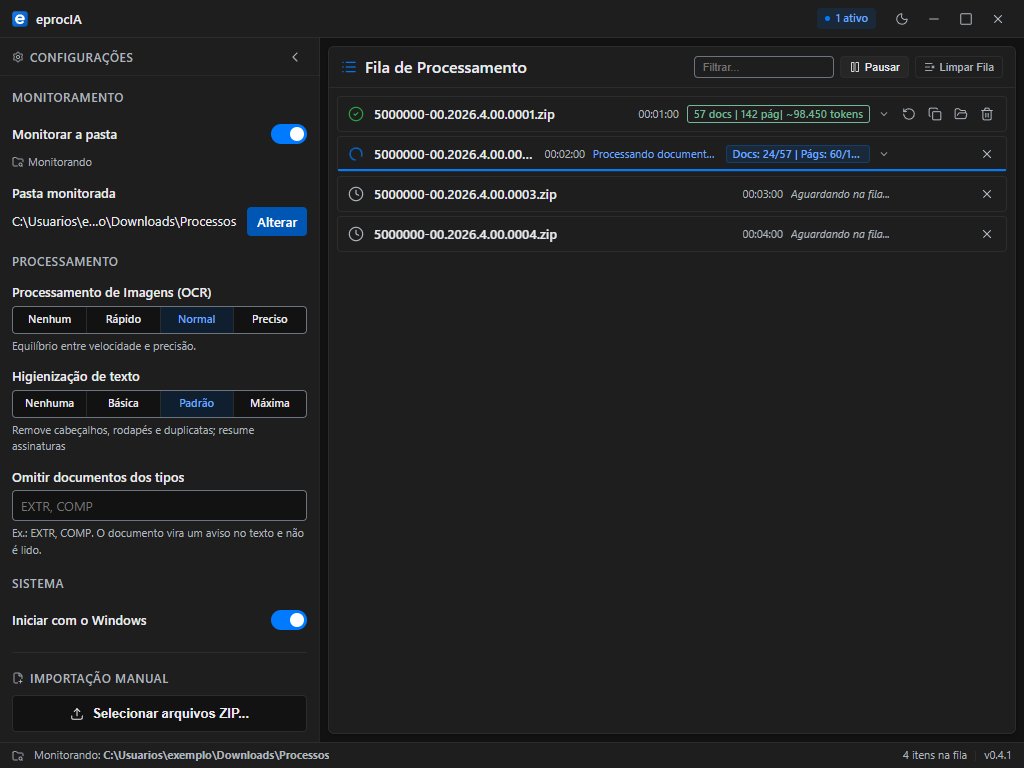 eprocIA
1 ativo
CONFIGURAÇÕES
MONITORAMENTO
Monitorar a pasta
Monitorando
Pasta monitorada
C:\Usuarios\e...o\Downloads\Processos
Alterar
PROCESSAMENTO
Processamento de Imagens (OCR)
Nenhum Rápido Normal Preciso
Equilíbrio entre velocidade e precisão.
Higienização de texto
Nenhuma Básica Padrão Máxima
Remove cabeçalhos, rodapés e duplicatas; resume
assinaturas
Omitir documentos dos tipos
EXTR, COMP
Ex.: EXTR, COMP. O documento vira um aviso no texto e não
é lido.
SISTEMA
Iniciar com o Windows
IMPORTAÇÃO MANUAL
Selecionar arquivos ZIP...
Fila de Processamento
Filtrar...
Pausar
Limpar Fila
5000000-00.2026.4.00.0001.zip 00:01:00 57 docs | 142 pág| ~98.450 tokens
5000000-00.2026.4.00.00... 00:02:00 Processando document... Docs: 24/57 | Págs: 60/1...
5000000-00.2026.4.00.0003.zip 00:03:00 Aguardando na fila...
5000000-00.2026.4.00.0004.zip 00:04:00 Aguardando na fila...
Monitorando: C:\Usuarios\exemplo\Downloads\Processos
4 itens na fila
v0.4.1